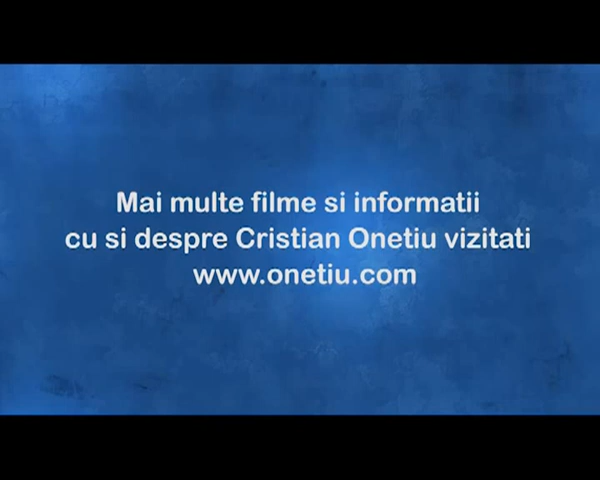 Mai multe filme si informatii
cu si despre Cristian Onetiu vizitati
www.onetiu.com